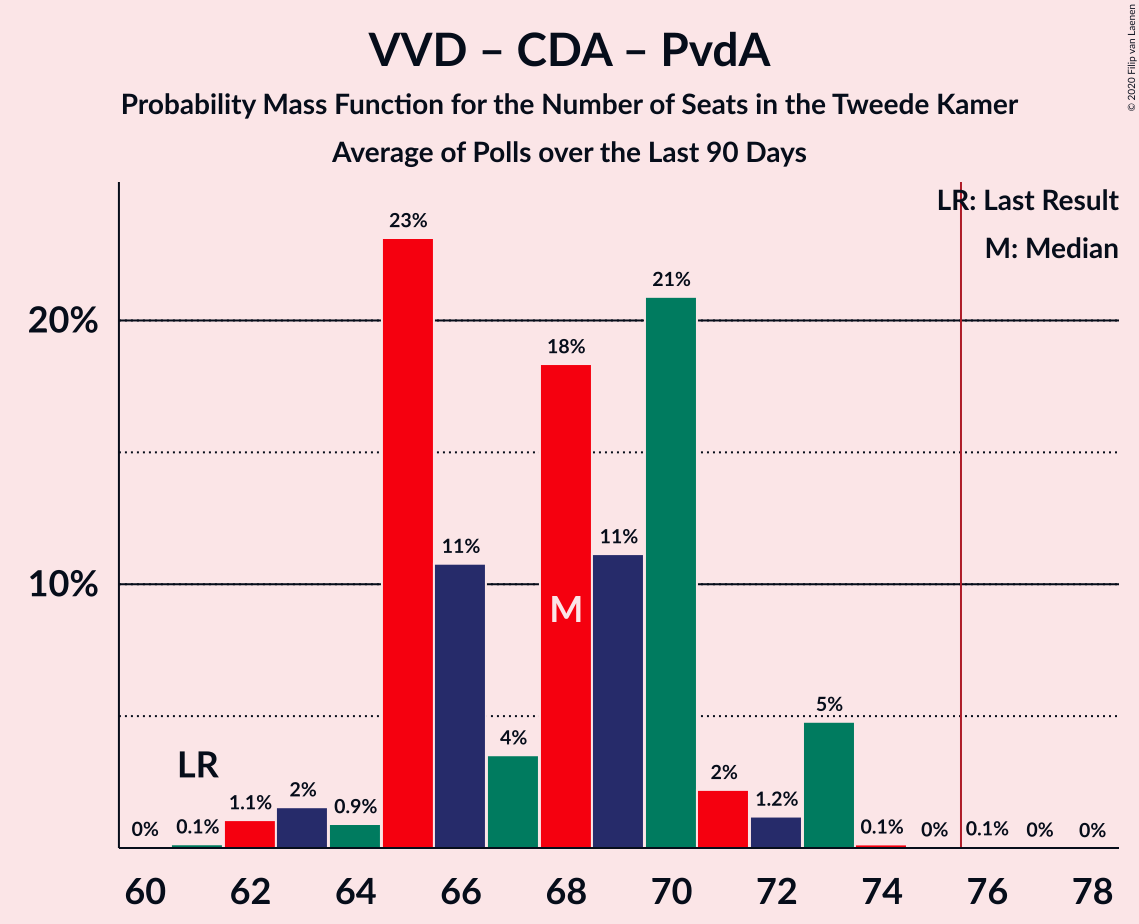 VVD – CDA – PvdA
Probability Mass Function for the Number of Seats in the Tweede Kamer
Average of Polls over the Last 90 Days
© 2020 Filip van Laenen
LR: Last Result
M: Median
20%
10%
0%
0.1%
1.1%
2%
0.9%
23%
11%
4%
18%
11%
21%
2%
1.2%
5%
0.1%
0%
0.1%
0%
0%
LR
M
60 62 64 66 68 70 72 74 76 78